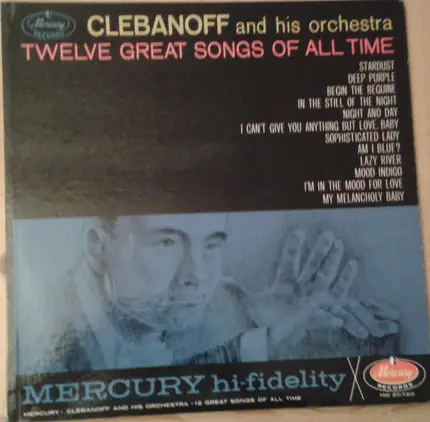 Mercury
RECORDS
CLEBANOFF and his orchestra
TWELVE GREAT SONGS OF ALL TIME
STARDUST
DEEP PURPLE
BEGIN THE BEGUINE
IN THE STILL OF THE NIGHT
NIGHT AND DAY
I CAN'T GIVE YOU ANYTHING BUT LOVE, BABY
SOPHISTICATED LADY
AM I BLUE?
LAZY RIVER
MOOD INDIGO
I'M IN THE MOOD FOR LOVE
MY MELANCHOLY BABY
MERCURY hi-fidelity
Mercury
RECORDS
MG 20720
MERCURY • CLEBANOFF AND HIS ORCHESTRA • 12 GREAT SONGS OF ALL TIME